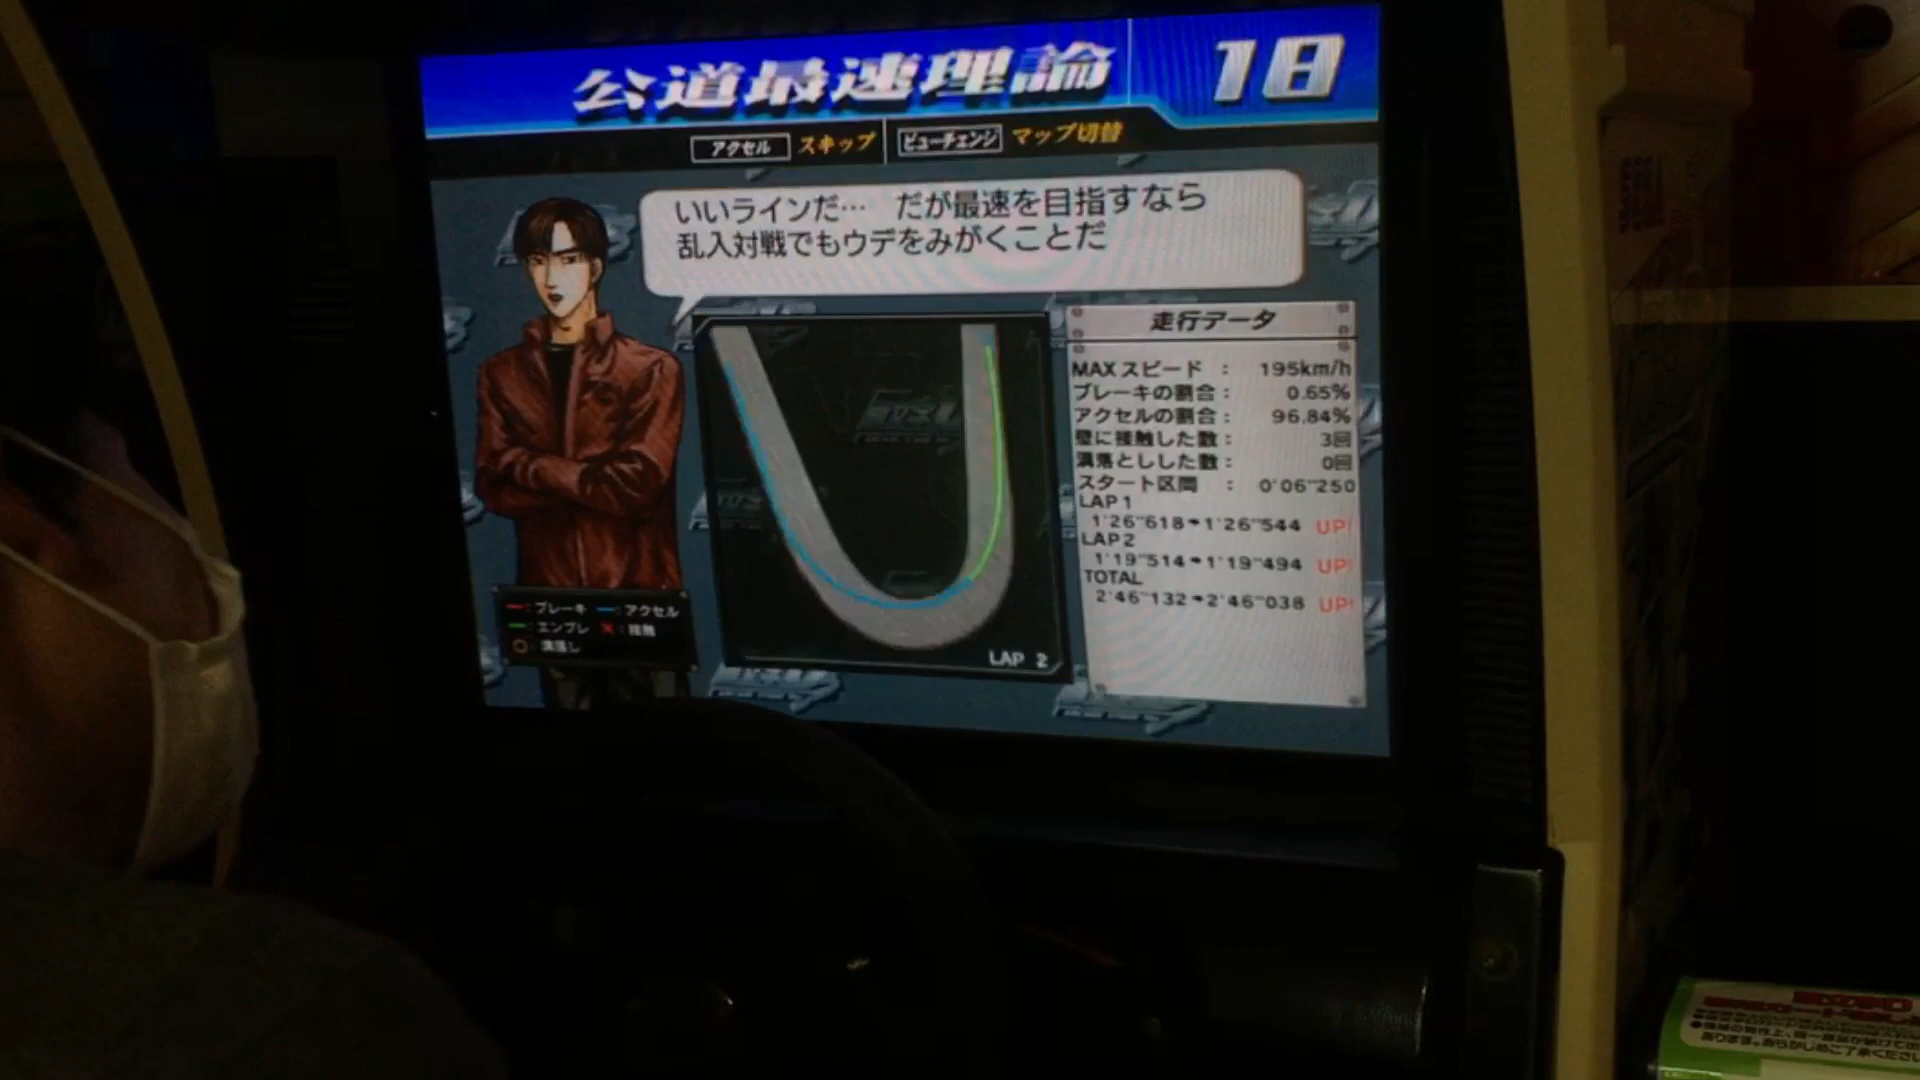 公道最速理論
18
アクセル スキップ ビューチェンジ マップ切替
いいラインだ… だが最速を目指すなら
乱入対戦でもウデをみがくことだ
走行データ
MAXスピード : 195km/h
ブレーキの割合 : 0.65%
アクセルの割合 : 96.84%
壁に接触した数 : 3回
溝落としした数 : 0回
スタート区間 : 0'06"250
LAP1
1'26"618→1'26"544 UP!
LAP2
1'19"514→1'19"494 UP!
TOTAL
2'46"132→2'46"038 UP!
ブレーキ アクセル
エンブレ 接触
溝落し
LAP 2